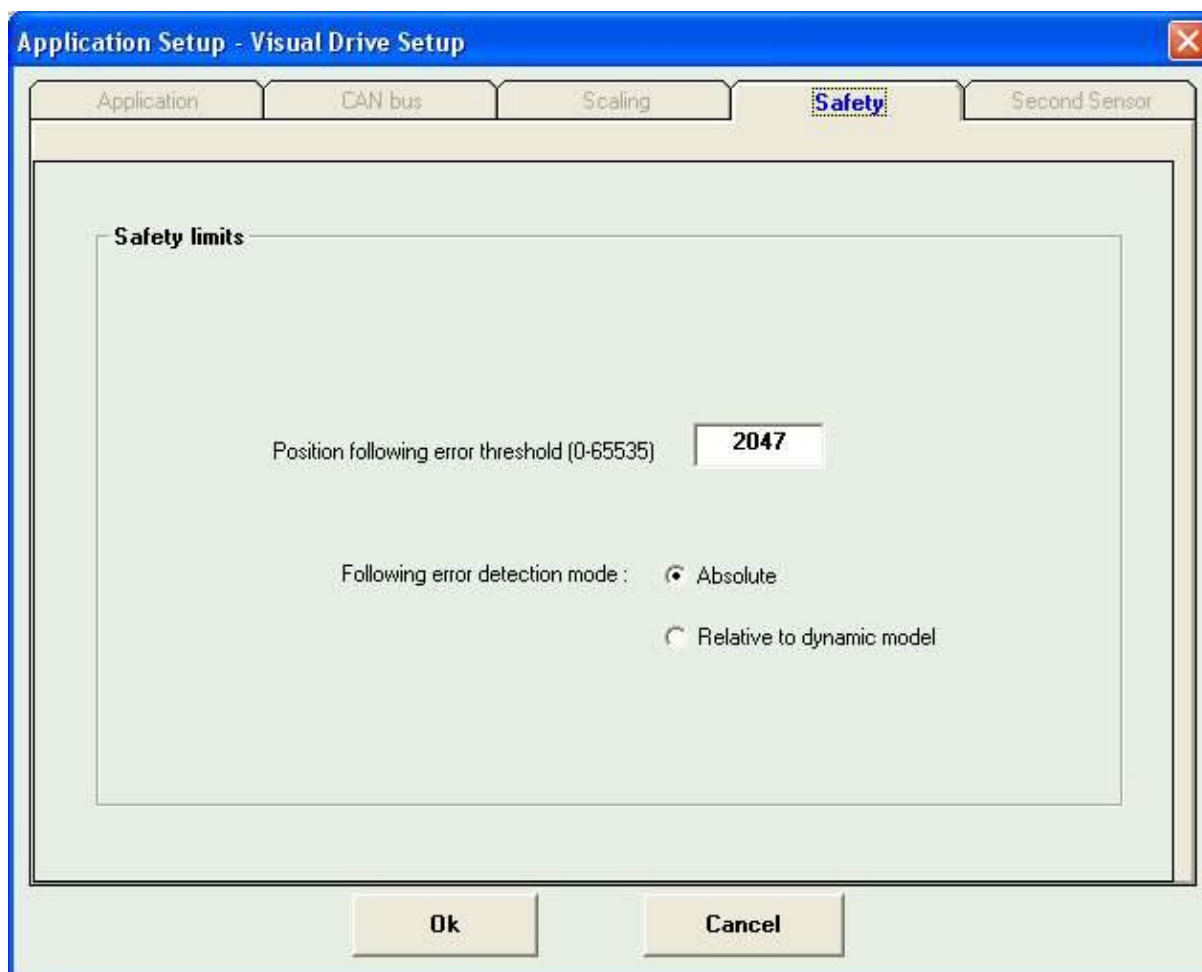 Application Setup - Visual Drive Setup
Application CAN bus Scaling Safety Second Sensor
Safety limits
Position following error threshold (0-65535) 2047
Following error detection mode : Absolute
Relative to dynamic model
Ok Cancel